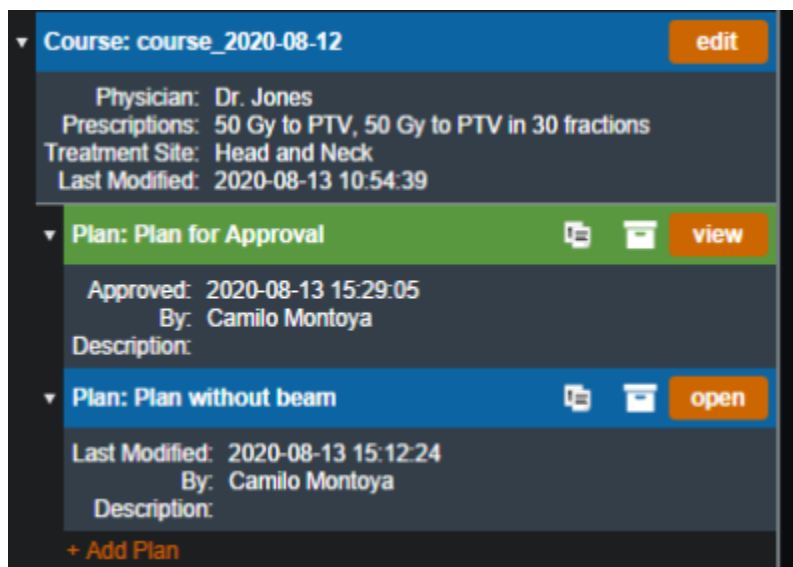 Course: course_2020-08-12 edit
Physician: Dr. Jones
Prescriptions: 50 Gy to PTV, 50 Gy to PTV in 30 fractions
Treatment Site: Head and Neck
Last Modified: 2020-08-13 10:54:39
Plan: Plan for Approval view
Approved: 2020-08-13 15:29:05
By: Camilo Montoya
Description:
Plan: Plan without beam open
Last Modified: 2020-08-13 15:12:24
By: Camilo Montoya
Description:
+ Add Plan